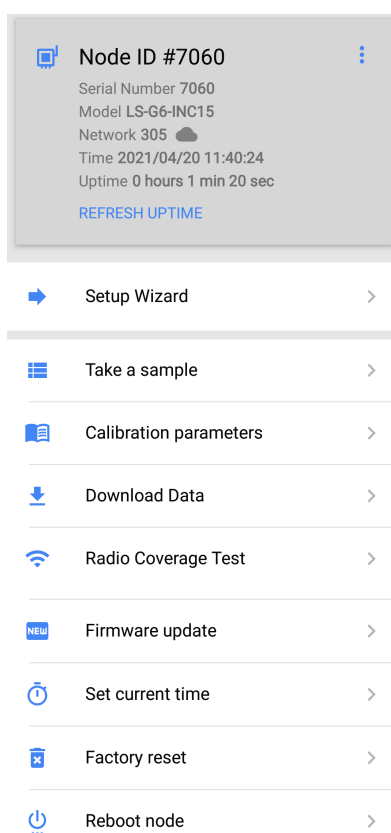 Node ID #7060
Serial Number 7060
Model LS-G6-INC15
Network 305
Time 2021/04/20 11:40:24
Uptime 0 hours 1 min 20 sec
REFRESH UPTIME
Setup Wizard
Take a sample
Calibration parameters
Download Data
Radio Coverage Test
NEW Firmware update
Set current time
Factory reset
Reboot node